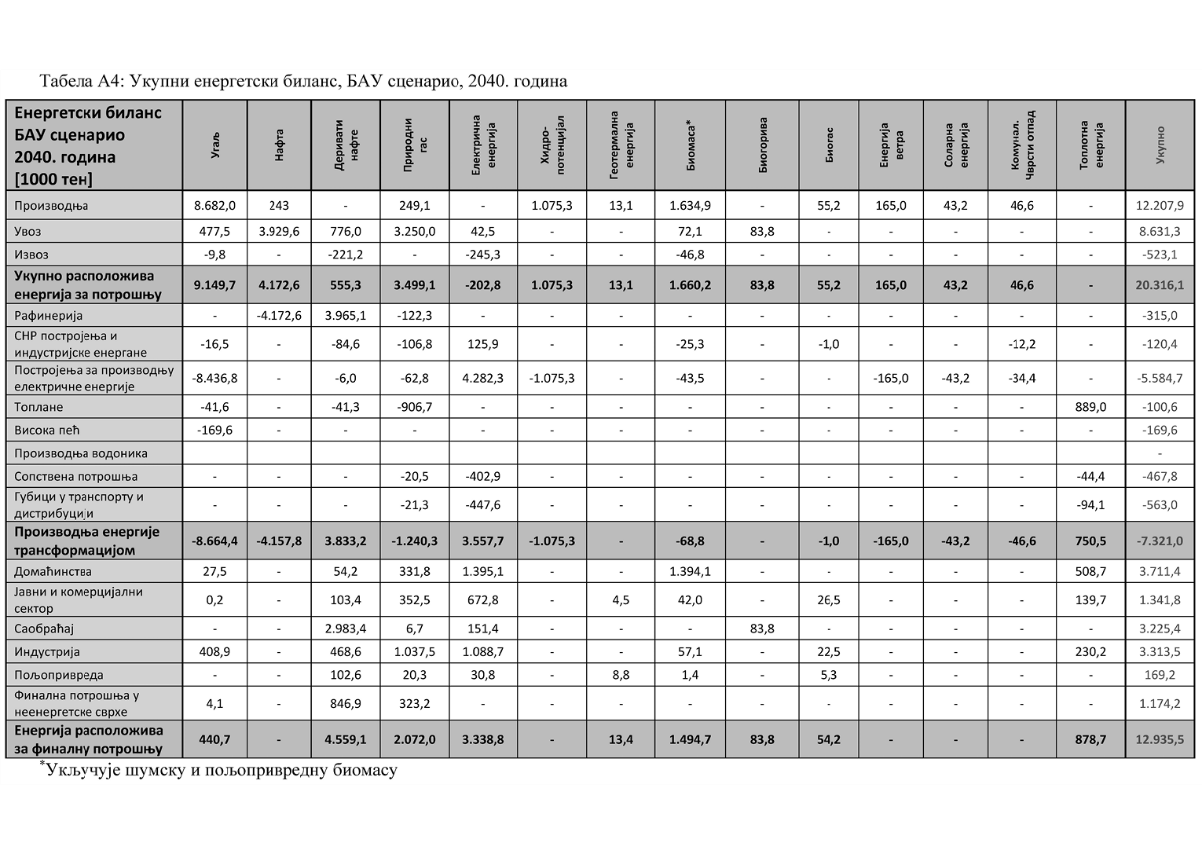 Табела А4: Укупни енергетски биланс, БАУ сценарио, 2040. година
Енергетски биланс БАУ сценарио 2040. година [1000 тен] Угаљ Нафта Деривати нафте Природни гас Електрична енергија Хидро-потенцијал Геотермална енергија Биомаса* Биогорива Биогас Енергија ветра Соларна енергија Комунал. Чврсти отпад Топлотна енергија Укупно
Производња 8.682,0 243 - 249,1 - 1.075,3 13,1 1.634,9 - 55,2 165,0 43,2 46,6 - 12.207,9
Увоз 477,5 3.929,6 776,0 3.250,0 42,5 - - 72,1 83,8 - - - - - 8.631,3
Извоз -9,8 - -221,2 - -245,3 - - -46,8 - - - - - - -523,1
Укупно расположива енергија за потрошњу 9.149,7 4.172,6 555,3 3.499,1 -202,8 1.075,3 13,1 1.660,2 83,8 55,2 165,0 43,2 46,6 - 20.316,1
Рафинерија - -4.172,6 3.965,1 -122,3 - - - - - - - - - - -315,0
СНР постројења и индустријске енергане -16,5 - -84,6 -106,8 125,9 - - -25,3 - -1,0 - - -12,2 -120,4
Постројења за производњу електричне енергије -8.436,8 - -6,0 -62,8 4.282,3 -1.075,3 - -43,5 - - -165,0 -43,2 -34,4 - -5.584,7
Топлане -41,6 - -41,3 -906,7 - - - - - - - - - 889,0 -100,6
Висока пећ -169,6 - - - - - - - - - - - - - -169,6
Производња водоника -
Сопствена потрошња - - - -20,5 -402,9 - - - - - - - - -44,4 -467,8
Губици у транспорту и дистрибуцији - - - -21,3 -447,6 - - - - - - - - -94,1 -563,0
Производња енергије трансформацијом -8.664,4 -4.157,8 3.833,2 -1.240,3 3.557,7 -1.075,3 - -68,8 - -1,0 -165,0 -43,2 -46,6 750,5 -7.321,0
Домаћинства 27,5 - 54,2 331,8 1.395,1 - - 1.394,1 - - - - - 508,7 3.711,4
Јавни и комерцијални сектор 0,2 - 103,4 352,5 672,8 - 4,5 42,0 - 26,5 - - - 139,7 1.341,8
Саобраћај - - 2.983,4 6,7 151,4 - - - 83,8 - - - - - 3.225,4
Индустрија 408,9 - 468,6 1.037,5 1.088,7 - - 57,1 - 22,5 - - - 230,2 3.313,5
Пољопривреда - - 102,6 20,3 30,8 - 8,8 1,4 - 5,3 - - - - 169,2
Финална потрошња у неенергетске сврхе 4,1 - 846,9 323,2 - - - - - - - - - - 1.174,2
Енергија расположива за финалну потрошњу 440,7 - 4.559,1 2.072,0 3.338,8 - 13,4 1.494,7 83,8 54,2 - - - 878,7 12.935,5
*Укључује шумску и пољопривредну биомасу